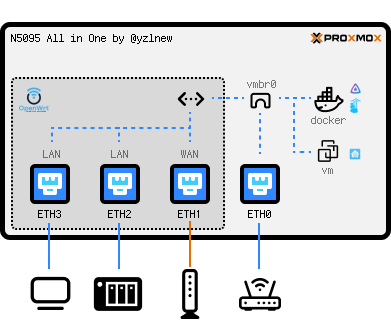 N5095 All in One by @yzlnew
PROXMOX
OpenWrt
vmbr0
docker
vm
LAN
LAN
WAN
ETH3
ETH2
ETH1
ETH0